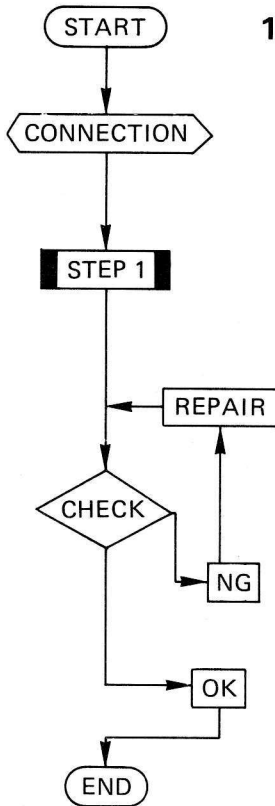 START
1
CONNECTION
STEP 1
REPAIR
CHECK
NG
OK
END